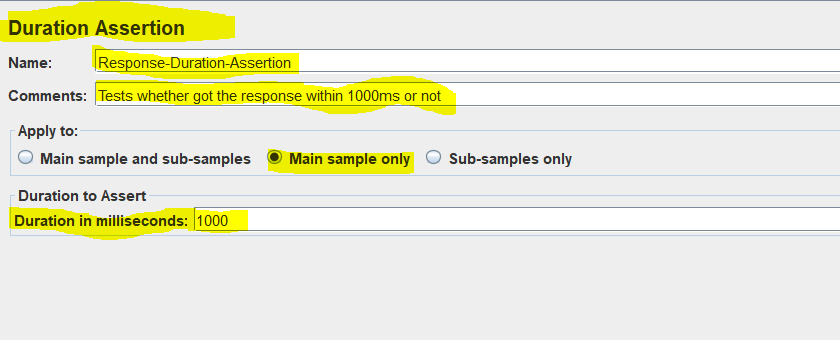 Duration Assertion
Name: Response-Duration-Assertion
Comments: Tests whether got the response within 1000ms or not
Apply to:
Main sample and sub-samples Main sample only Sub-samples only
Duration to Assert
Duration in milliseconds: 1000